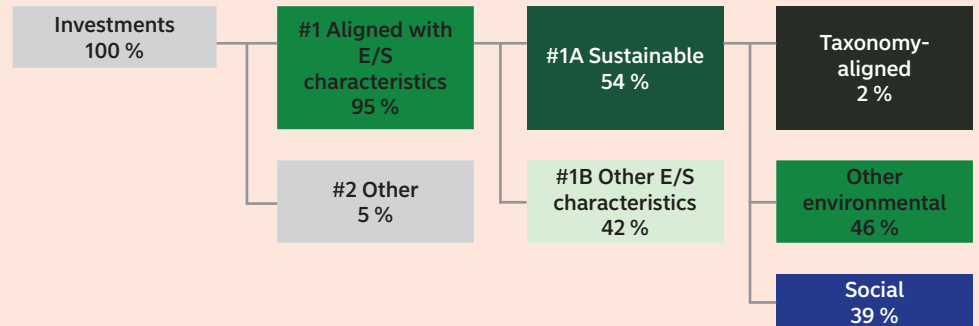 Investments
100 %
#1 Aligned with
E/S
characteristics
95 %
#2 Other
5 %
#1A Sustainable
54 %
#1B Other E/S
characteristics
42 %
Taxonomy-
aligned
2 %
Other
environmental
46 %
Social
39 %